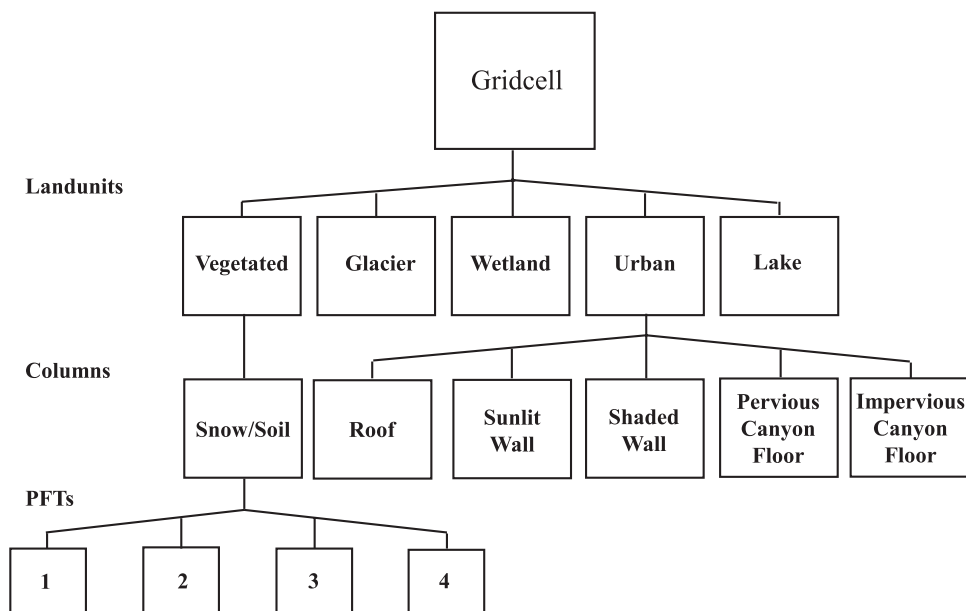 Gridcell
Landunits
Vegetated
Glacier
Wetland
Urban
Lake
Columns
Snow/Soil
Roof
Sunlit
Wall
Shaded
Wall
Pervious
Canyon
Floor
Impervious
Canyon
Floor
PFTs
1
2
3
4